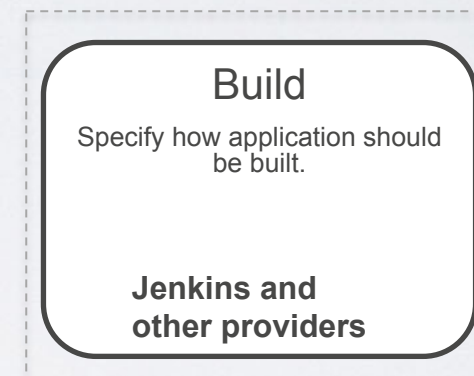 Build
Specify how application should
be built.
Jenkins and
other providers